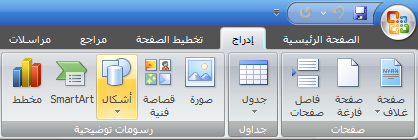 الصفحة الرئيسية إدراج تخطيط الصفحة مراجع مراسلات
صفحة غلاف
صفحة فارغة
فاصل صفحات
جدول
صورة
قصاصة فنية
أشكال
SmartArt
مخطط
صفحات جداول رسومات توضيحية